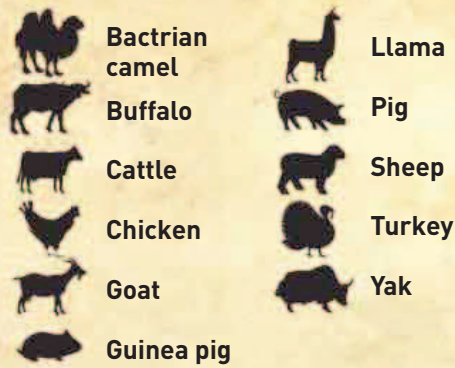 Bactrian
camel
Buffalo
Cattle
Chicken
Goat
Guinea pig
Llama
Pig
Sheep
Turkey
Yak